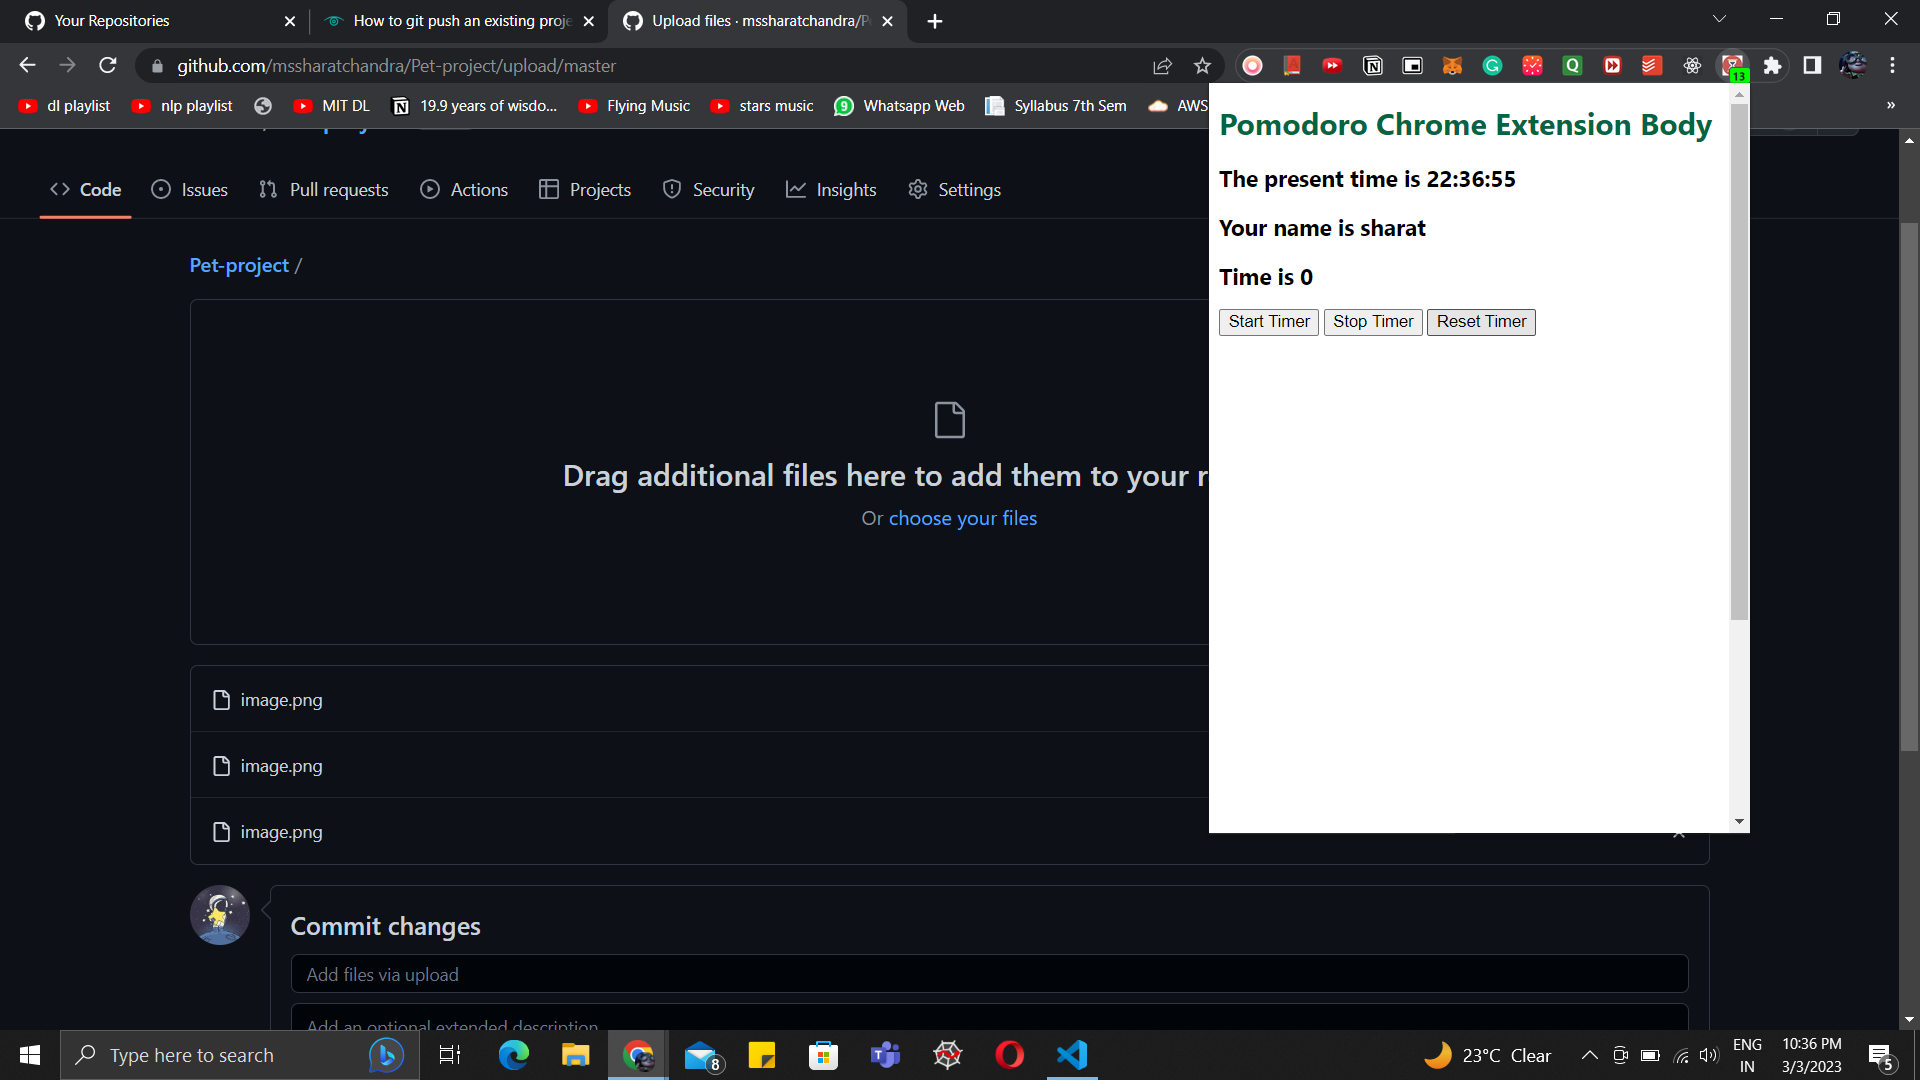 Your Repositories
How to git push an existing proje
Upload files · mssharatchandra/Pe
github.com/mssharatchandra/Pet-project/upload/master
13
dl playlist
nlp playlist
MIT DL
19.9 years of wisdo...
Flying Music
stars music
9
Whatsapp Web
Syllabus 7th Sem
AWS
»
Code
Issues
Pull requests
Actions
Projects
Security
Insights
Settings
Pomodoro Chrome Extension Body
The present time is 22:36:55
Your name is sharat
Time is 0
Start Timer
Stop Timer
Reset Timer
Pet-project /
Drag additional files here to add them to your r
Or choose your files
image.png
image.png
image.png
Commit changes
Add files via upload
Add an optional extended description
Type here to search
8
23°C Clear
ENG
IN
10:36 PM
3/3/2023
5